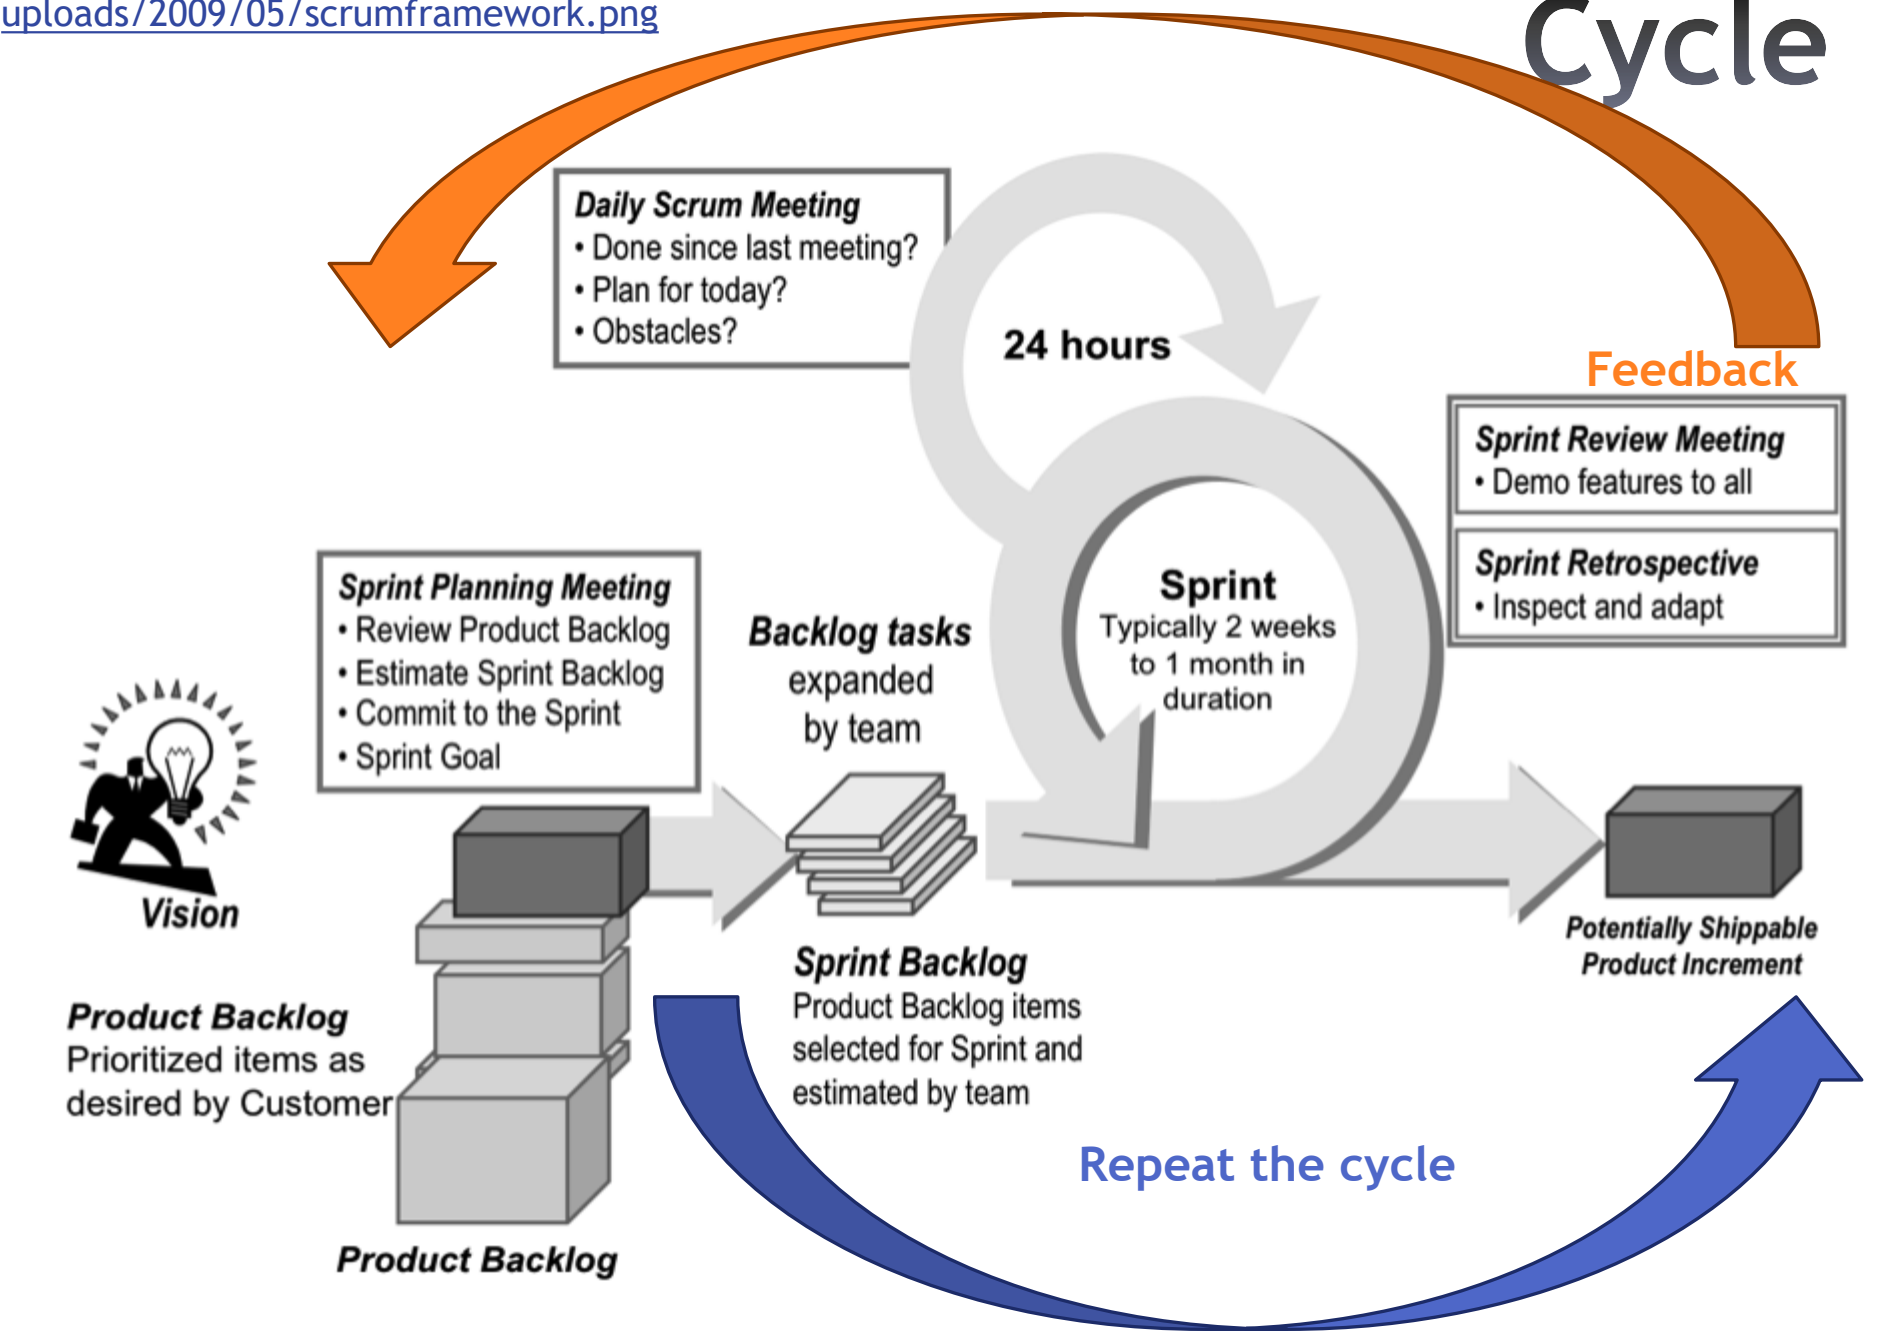 uploads/2009/05/scrumframework.png
Cycle
Daily Scrum Meeting
• Done since last meeting?
• Plan for today?
• Obstacles?
24 hours
Feedback
Sprint Review Meeting
• Demo features to all
Sprint Retrospective
• Inspect and adapt
Sprint Planning Meeting
• Review Product Backlog
• Estimate Sprint Backlog
• Commit to the Sprint
• Sprint Goal
Backlog tasks
expanded
by team
Sprint
Typically 2 weeks
to 1 month in
duration
Vision
Potentially Shippable
Product Increment
Product Backlog
Prioritized items as
desired by Customer
Sprint Backlog
Product Backlog items
selected for Sprint and
estimated by team
Repeat the cycle
Product Backlog